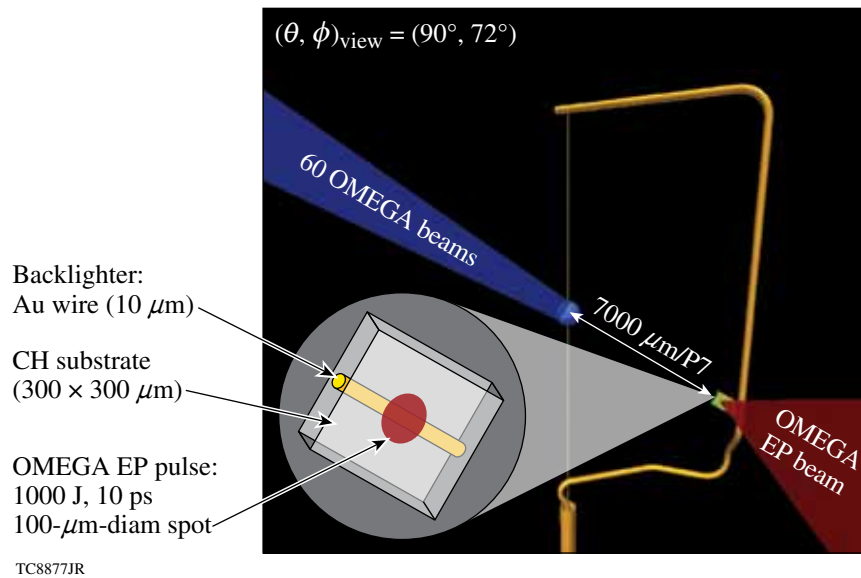 (θ, ϕ)view = (90°, 72°)
60 OMEGA beams
7000 μm/P7
Backlighter:
Au wire (10 μm)
CH substrate
(300 × 300 μm)
OMEGA EP pulse:
1000 J, 10 ps
100-μm-diam spot
OMEGA
EP beam
TC8877JR